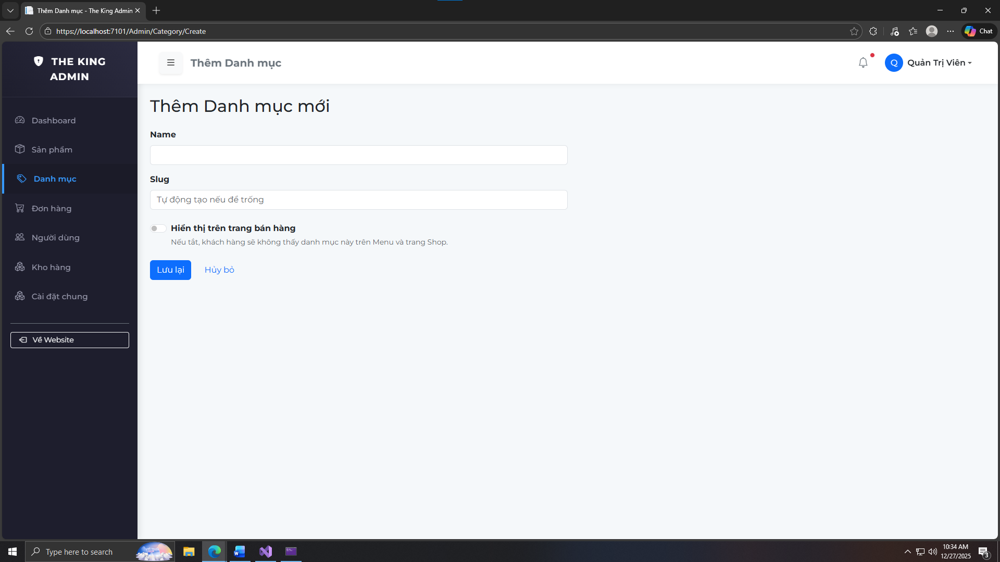 Thêm Danh mục - The King Admin
https://localhost:7101/Admin/Category/Create
Chat
THE KING
ADMIN
Thêm Danh mục
Q
Quản Trị Viên
Dashboard
Sản phẩm
Danh mục
Đơn hàng
Người dùng
Kho hàng
Cài đặt chung
Về Website
Thêm Danh mục mới
Name
Slug
Tự động tạo nếu để trống
Hiển thị trên trang bán hàng
Nếu tắt, khách hàng sẽ không thấy danh mục này trên Menu và trang Shop.
Lưu lại
Hủy bỏ
Type here to search
10:34 AM
12/27/2025
3